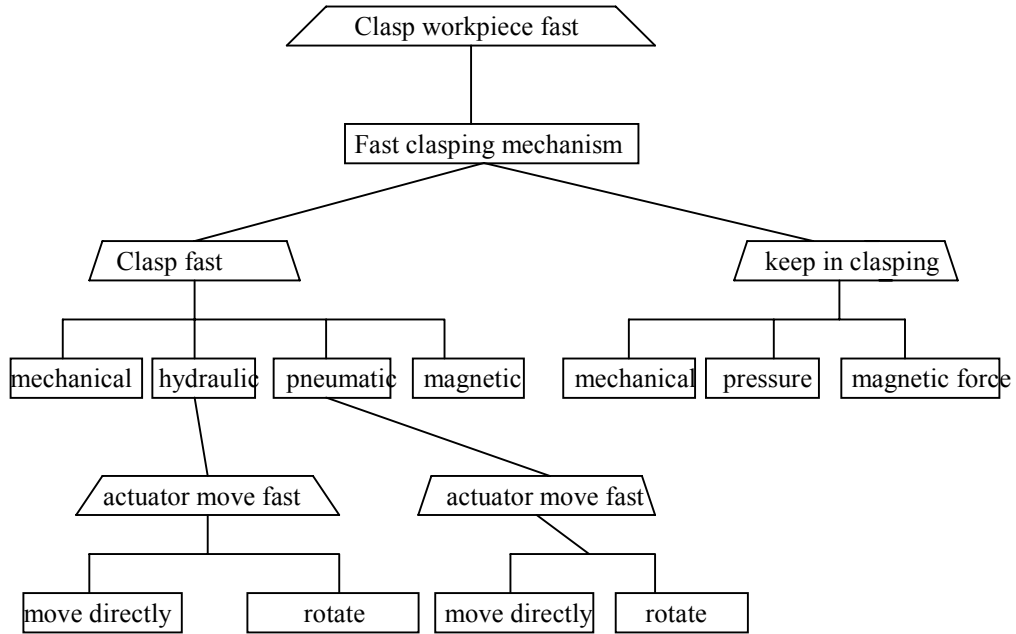 Clasp workpiece fast
Fast clasping mechanism
Clasp fast
keep in clasping
mechanical
hydraulic
pneumatic
magnetic
mechanical
pressure
magnetic force
actuator move fast
actuator move fast
move directly
rotate
move directly
rotate